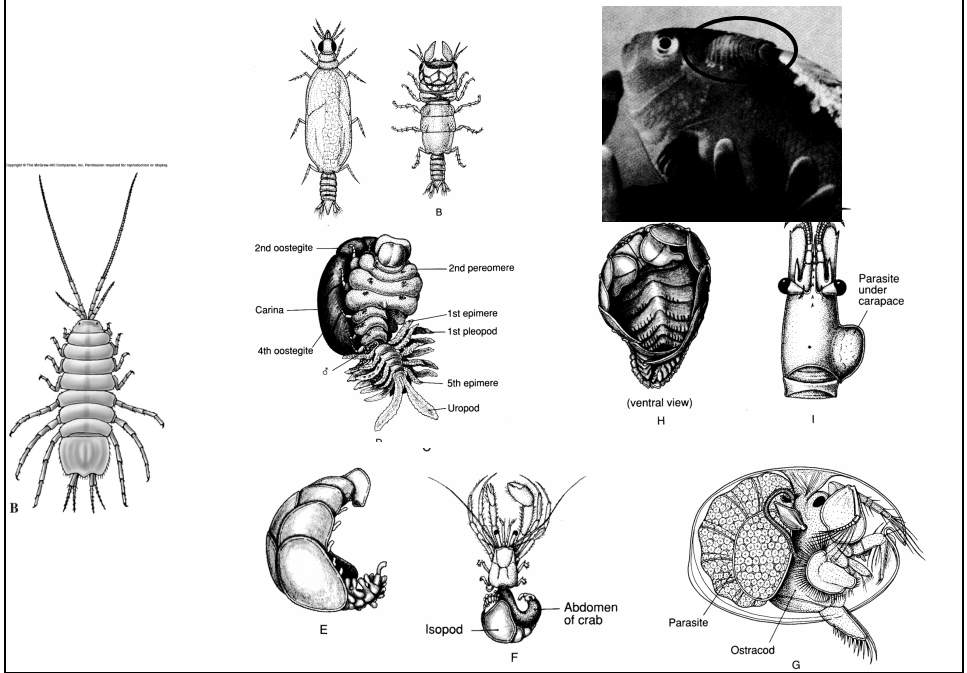 Copyright © The McGraw-Hill Companies, Inc. Permission required for reproduction or display.
B
B
2nd oostegite
2nd pereomere
Carina
1st epimere
1st pleopod
4th oostegite
♂
5th epimere
Uropod
Parasite
under
carapace
(ventral view)
H
I
E
Isopod
Abdomen
of crab
F
Parasite
Ostracod
G